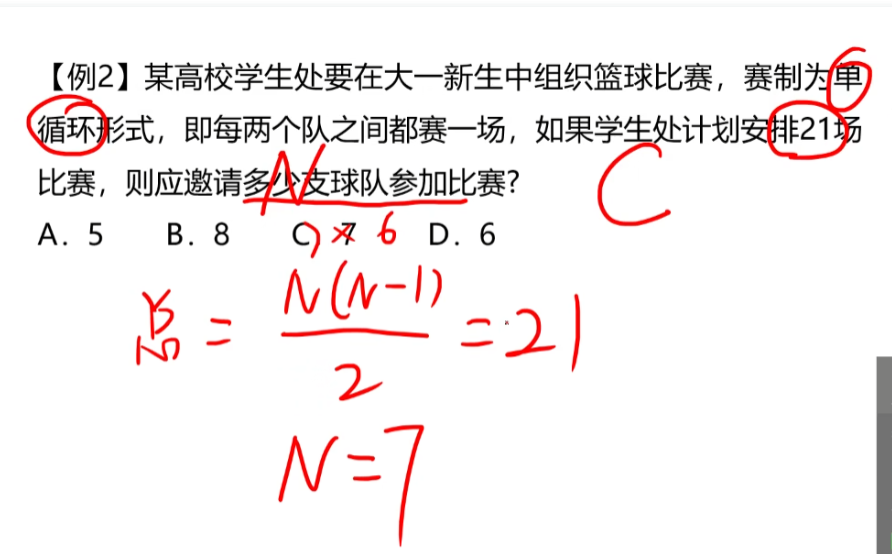 【例2】某高校学生处要在大一新生中组织篮球比赛，赛制为单
循环形式，即每两个队之间都赛一场，如果学生处计划安排21场
比赛，则应邀请多少支球队参加比赛?
N
C
A. 5 B. 8 C. 7 × 6 D. 6
总 = N(N-1) / 2 = 21
N=7